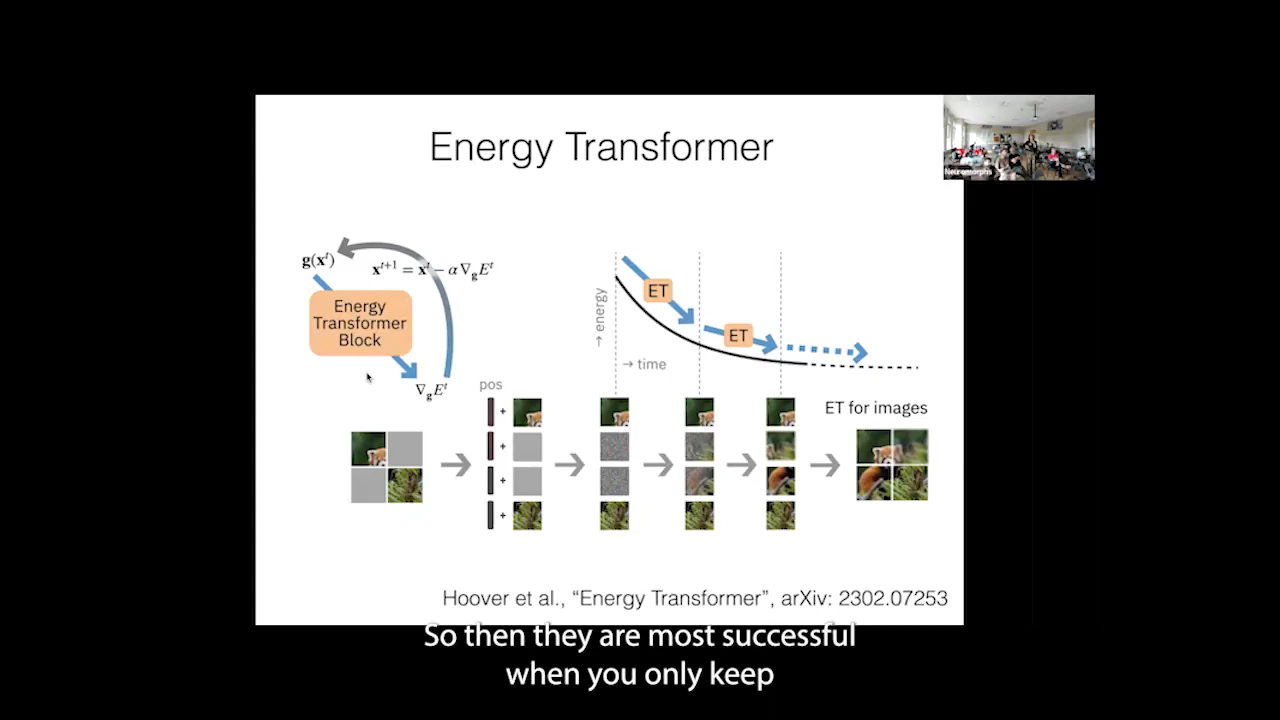 Energy Transformer
Neuromorphs
g(xᵗ)
xᵗ⁺¹ = xᵗ − α∇gEᵗ
Energy
Transformer
Block
∇gEᵗ
→ energy
ET
ET
→ time
pos
+
+
+
+
ET for images
Hoover et al., “Energy Transformer”, arXiv: 2302.07253
So then they are most successful
when you only keep